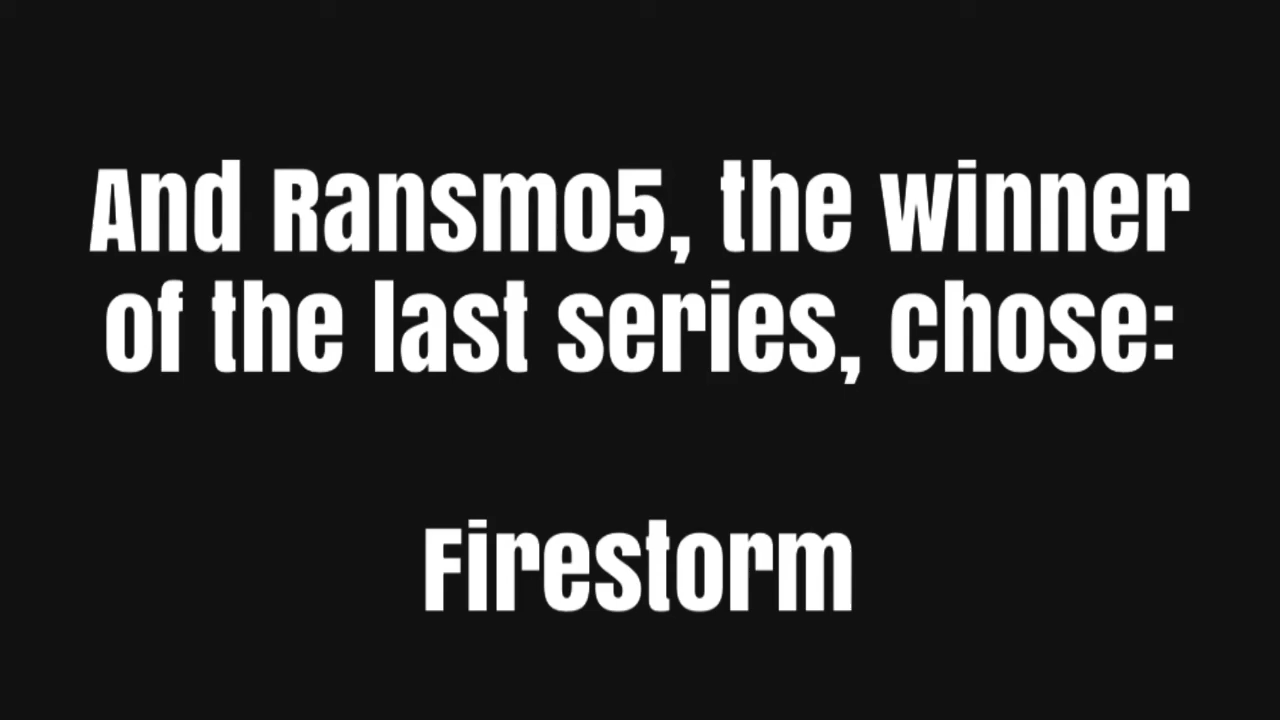 And Ransmo5, the winner
of the last series, chose:
Firestorm